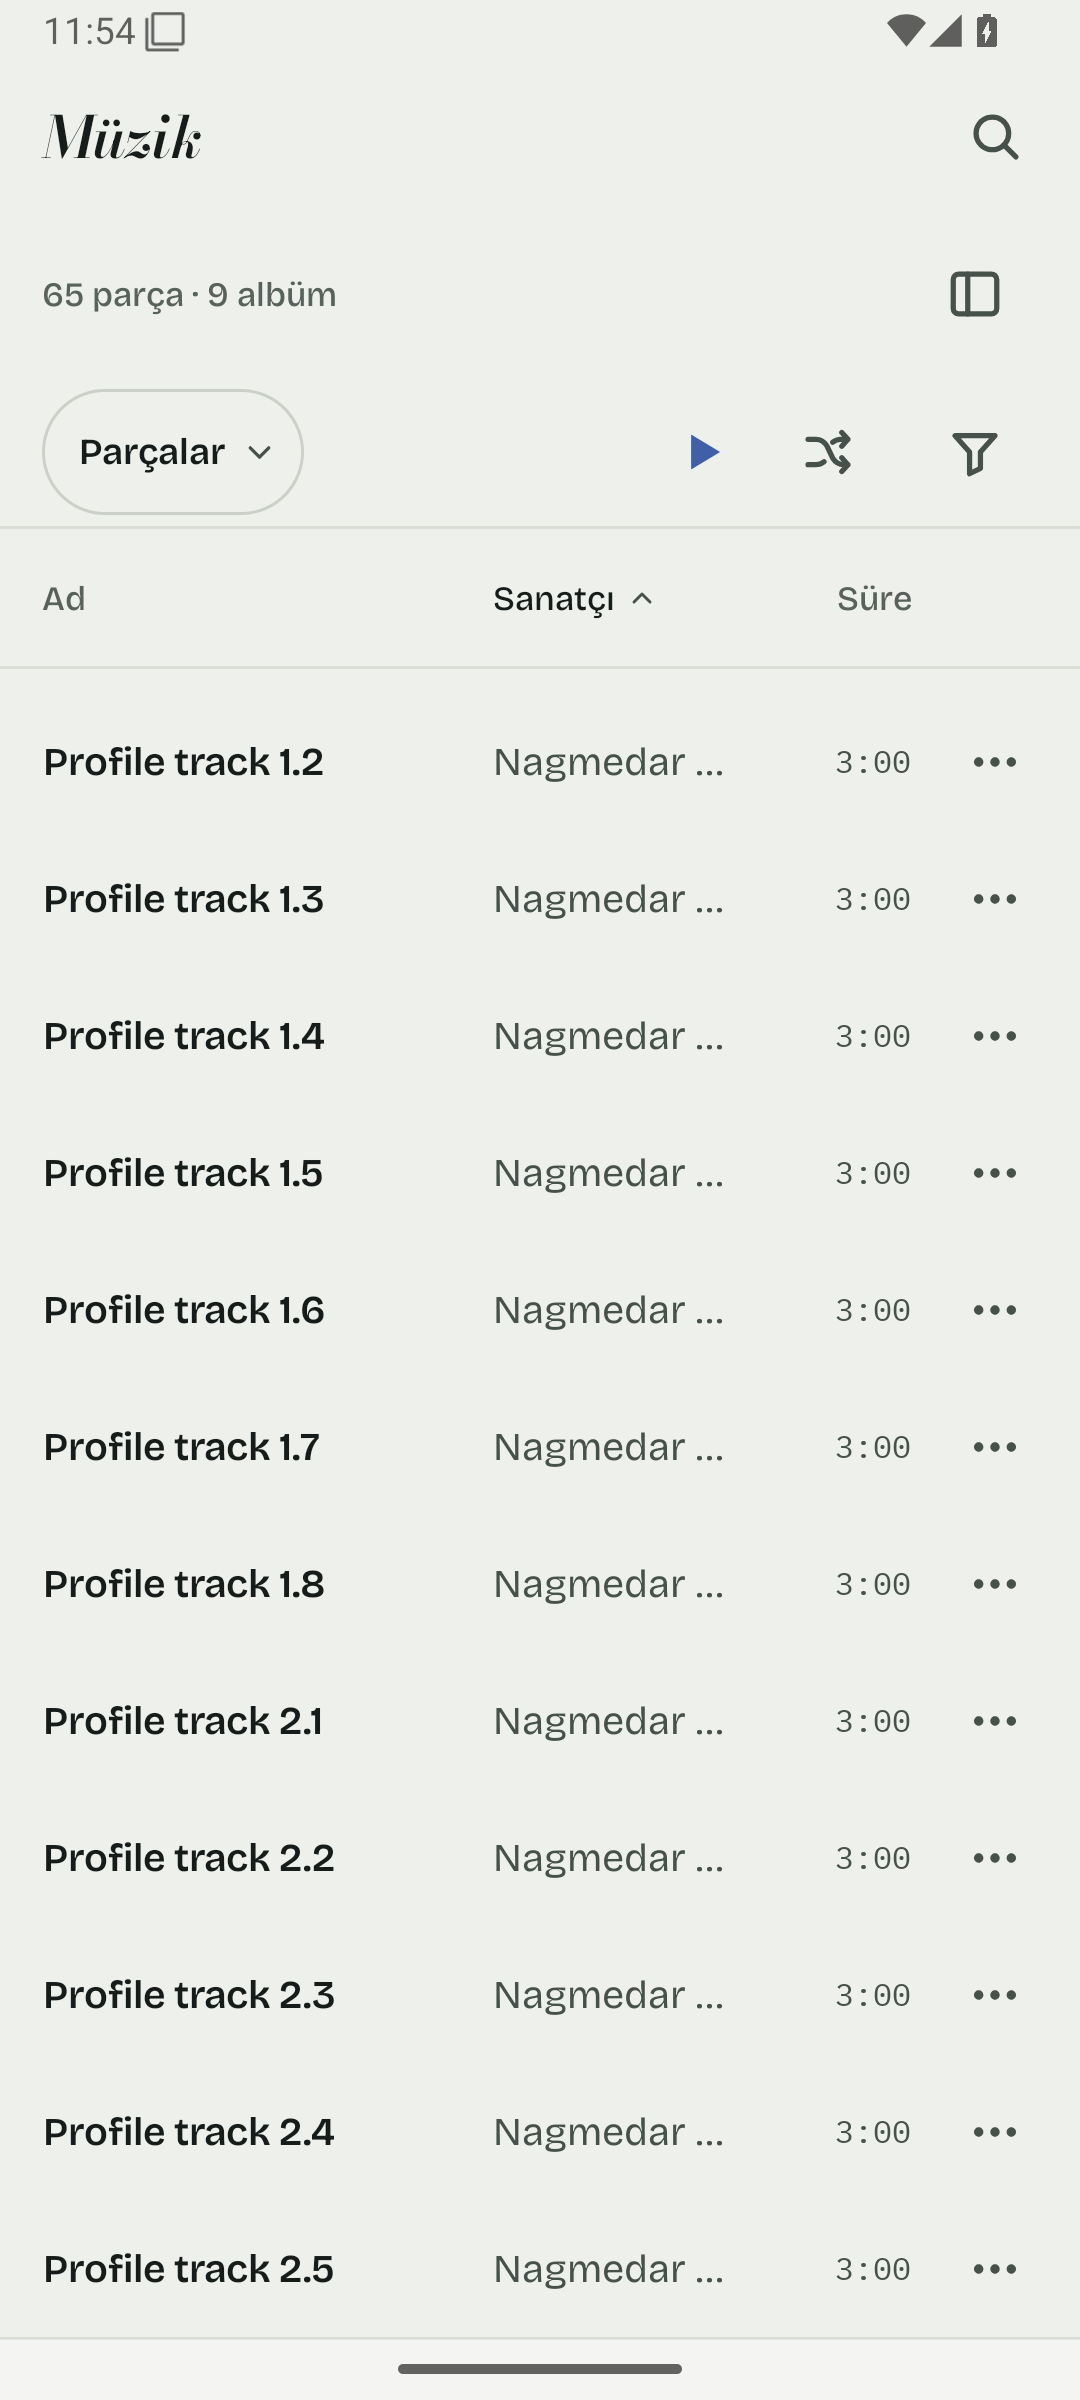 11:54
Müzik
65 parça · 9 albüm
Parçalar
Ad Sanatçı Süre
Profile track 1.2 Nagmedar ... 3:00
Profile track 1.3 Nagmedar ... 3:00
Profile track 1.4 Nagmedar ... 3:00
Profile track 1.5 Nagmedar ... 3:00
Profile track 1.6 Nagmedar ... 3:00
Profile track 1.7 Nagmedar ... 3:00
Profile track 1.8 Nagmedar ... 3:00
Profile track 2.1 Nagmedar ... 3:00
Profile track 2.2 Nagmedar ... 3:00
Profile track 2.3 Nagmedar ... 3:00
Profile track 2.4 Nagmedar ... 3:00
Profile track 2.5 Nagmedar ... 3:00